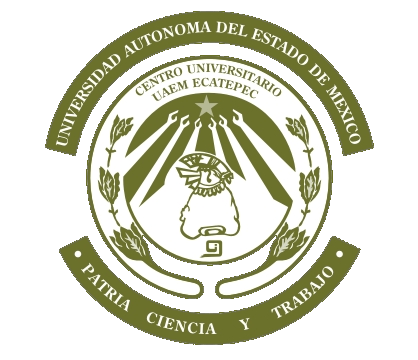 UNIVERSIDAD AUTONOMA DEL ESTADO DE MEXICO
CENTRO UNIVERSITARIO
UAEM ECATEPEC
• PATRIA CIENCIA Y TRABAJO •